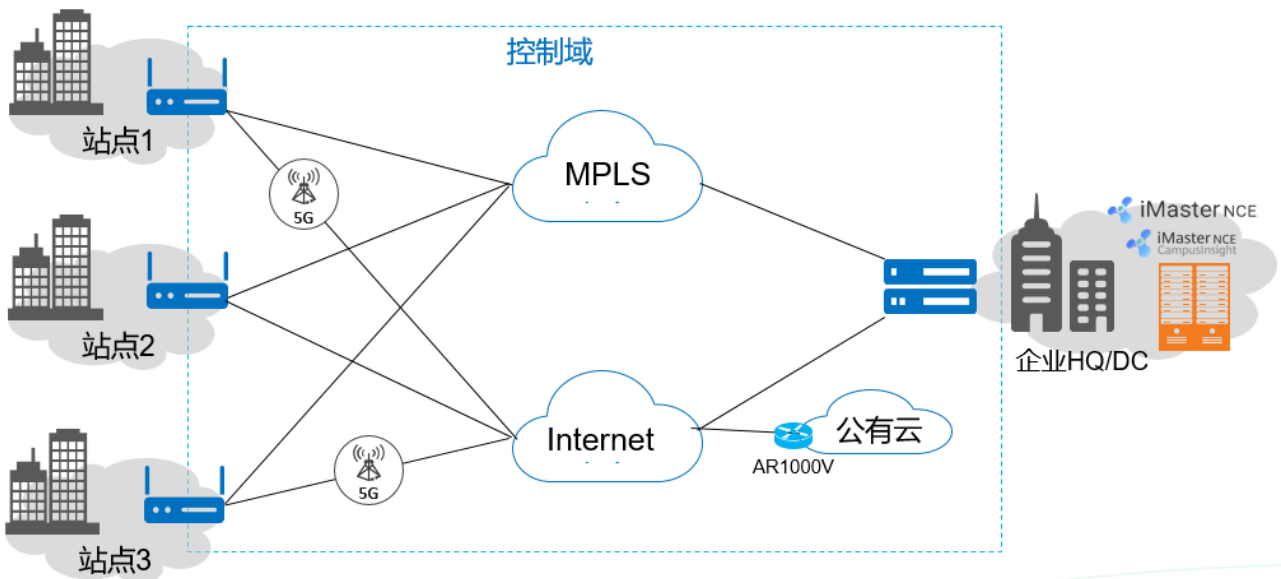 控制域
站点1
5G
MPLS
iMaster NCE
iMaster NCE
CampusInsight
站点2
企业HQ/DC
Internet
公有云
AR1000V
5G
站点3